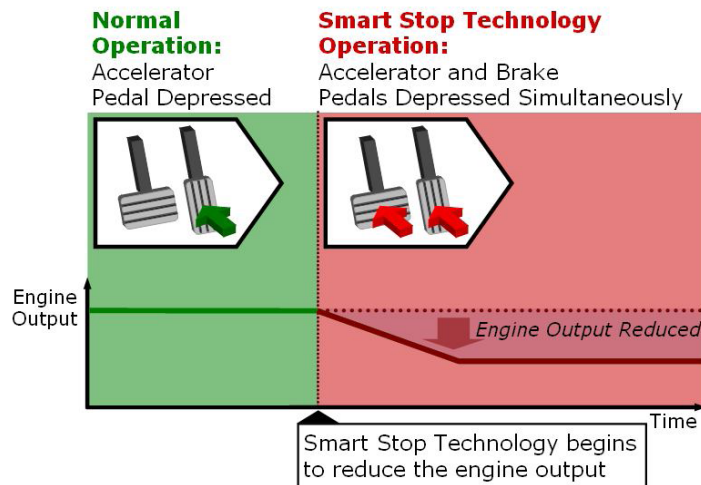 Normal
Operation:
Accelerator
Pedal Depressed
Smart Stop Technology
Operation:
Accelerator and Brake
Pedals Depressed Simultaneously
Engine
Output
Engine Output Reduced
Time
Smart Stop Technology begins
to reduce the engine output